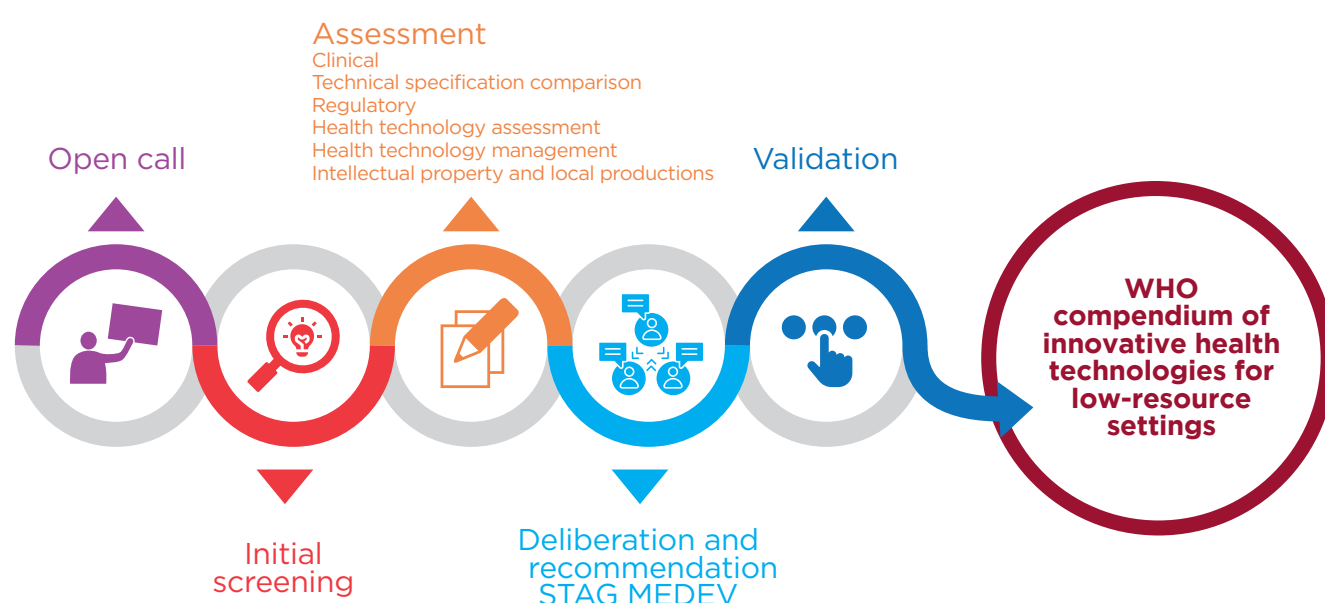 Open call
Initial
screening
Assessment
Clinical
Technical specification comparison
Regulatory
Health technology assessment
Health technology management
Intellectual property and local productions
Deliberation and
recommendation
STAG MEDEV
Validation
WHO
compendium of
innovative health
technologies for
low-resource
settings